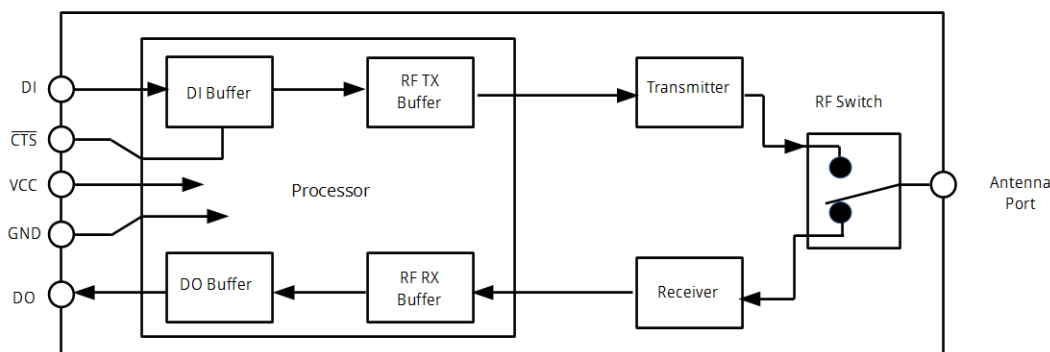 DI
DI Buffer
RF TX
Buffer
Transmitter
RF Switch
C̅T̅S̅
VCC
Processor
Antenna
Port
GND
DO
DO Buffer
RF RX
Buffer
Receiver